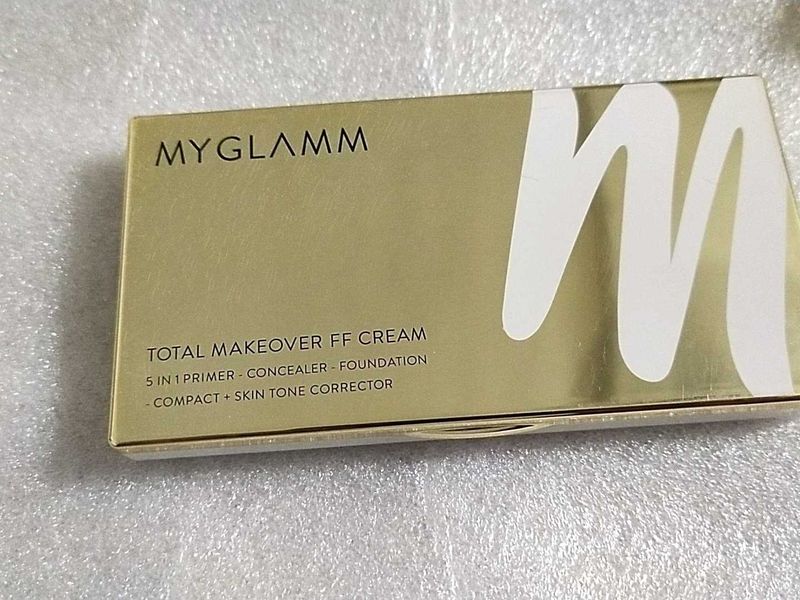 MYGLAMM
TOTAL MAKEOVER FF CREAM
5 IN 1 PRIMER - CONCEALER - FOUNDATION
- COMPACT + SKIN TONE CORRECTOR
m